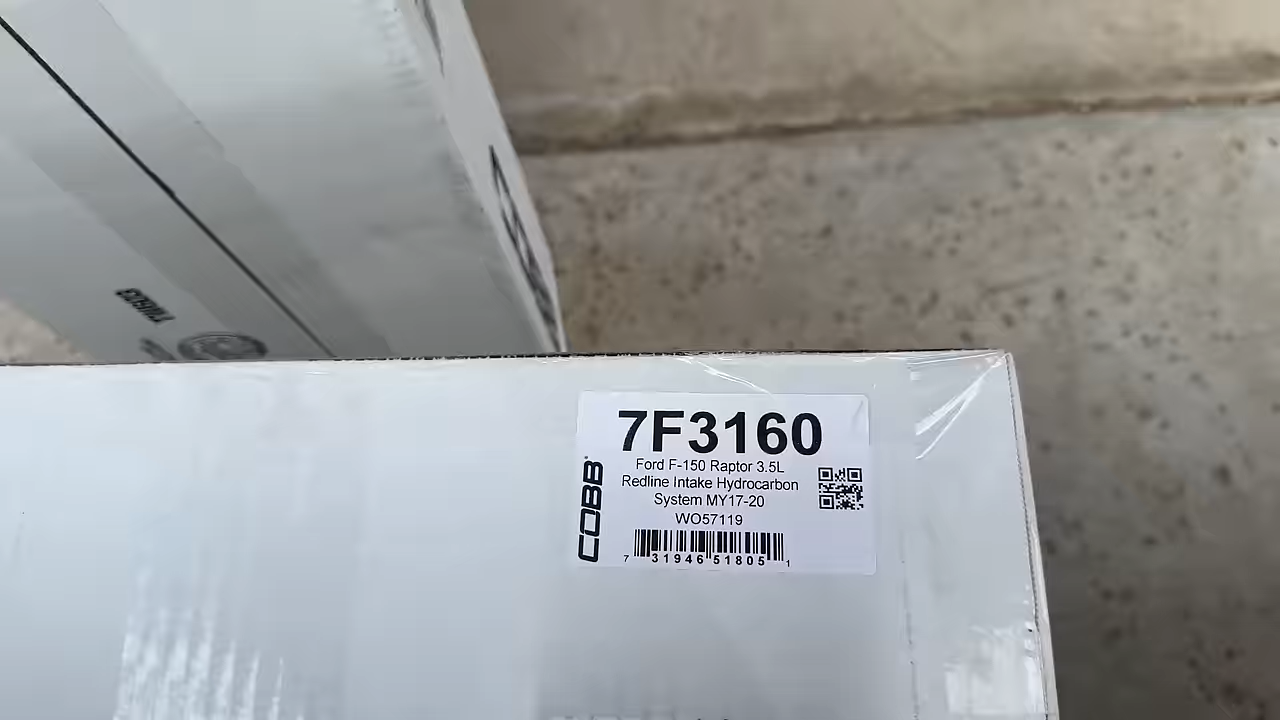 7F3160
Ford F-150 Raptor 3.5L
Redline Intake Hydrocarbon
System MY17-20
WO57119
COBB
7 31946 51805 1